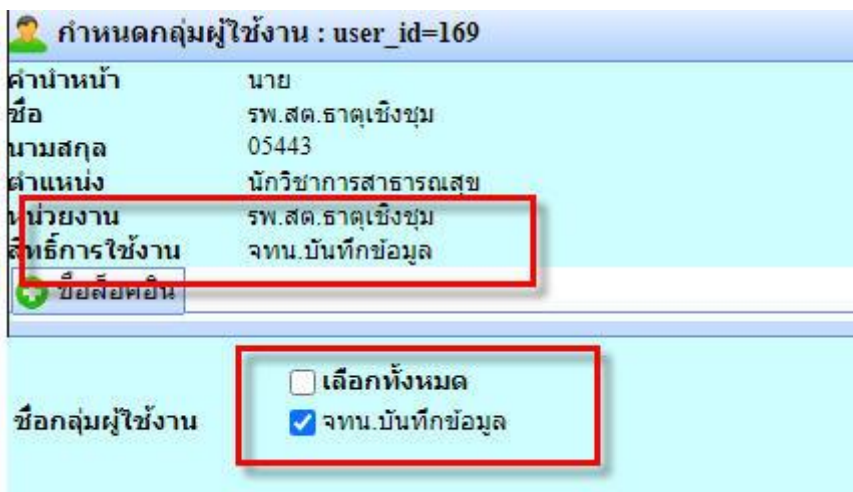 กำหนดกลุ่มผู้ใช้งาน : user_id=169
คำนำหน้า นาย
ชื่อ รพ.สต.ธาตุเชิงชุม
นามสกุล 05443
ตำแหน่ง นักวิชาการสาธารณสุข
หน่วยงาน รพ.สต.ธาตุเชิงชุม
สิทธิ์การใช้งาน จทน.บันทึกข้อมูล
ชื่อล็อคอิน
เลือกทั้งหมด
ชื่อกลุ่มผู้ใช้งาน จทน.บันทึกข้อมูล